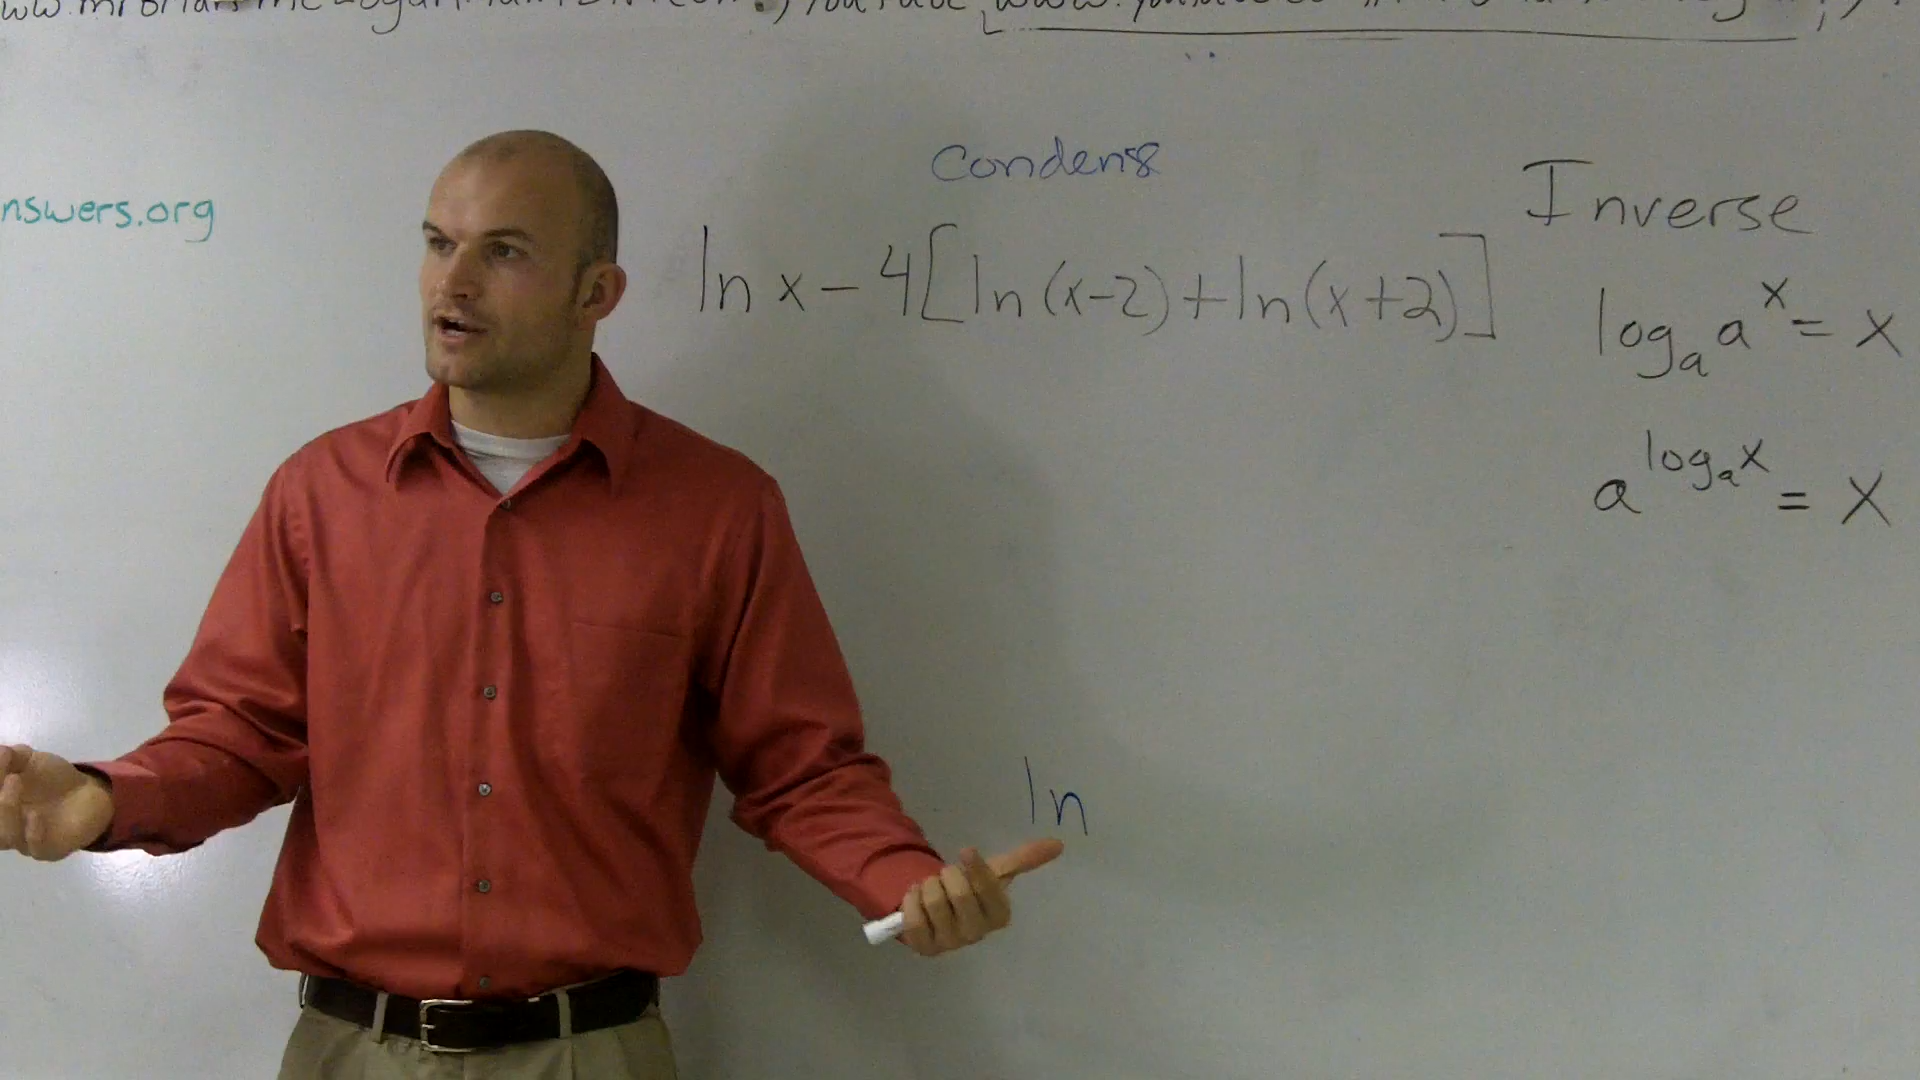 nswers.org
Condense
ln x - 4[ln(x-2)+ln(x+2)]
ln
Inverse
logₐ aˣ = x
a^(logₐ x) = x